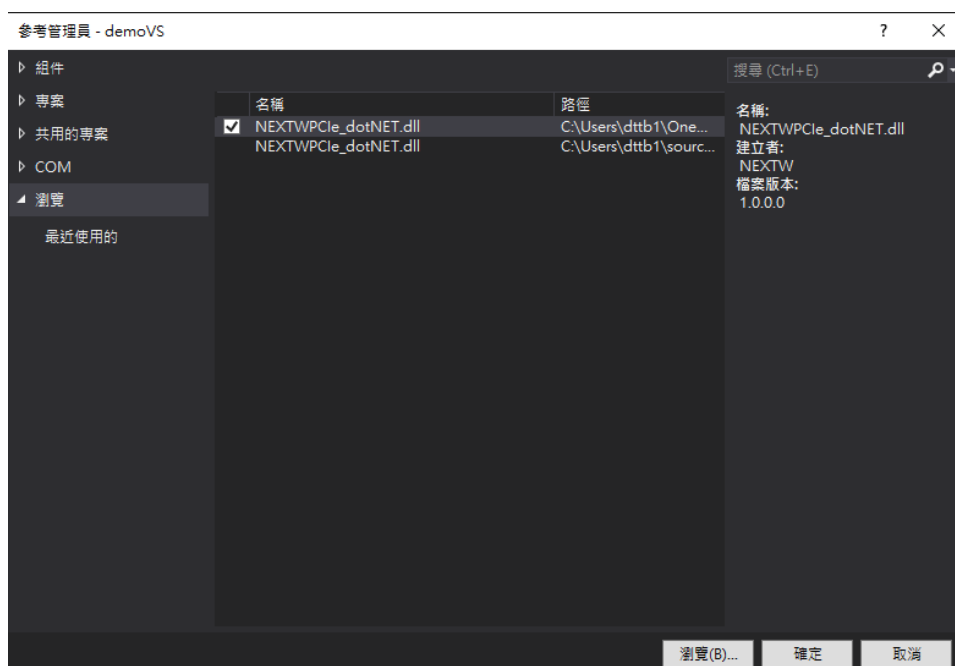 參考管理員 - demoVS
組件
專案
共用的專案
COM
瀏覽
最近使用的
名稱 路徑
NEXTWPCIe_dotNET.dll C:\Users\dttb1\One...
NEXTWPCIe_dotNET.dll C:\Users\dttb1\sourc...
搜尋 (Ctrl+E)
名稱:
NEXTWPCIe_dotNET.dll
建立者:
NEXTW
檔案版本:
1.0.0.0
瀏覽(B)... 確定 取消